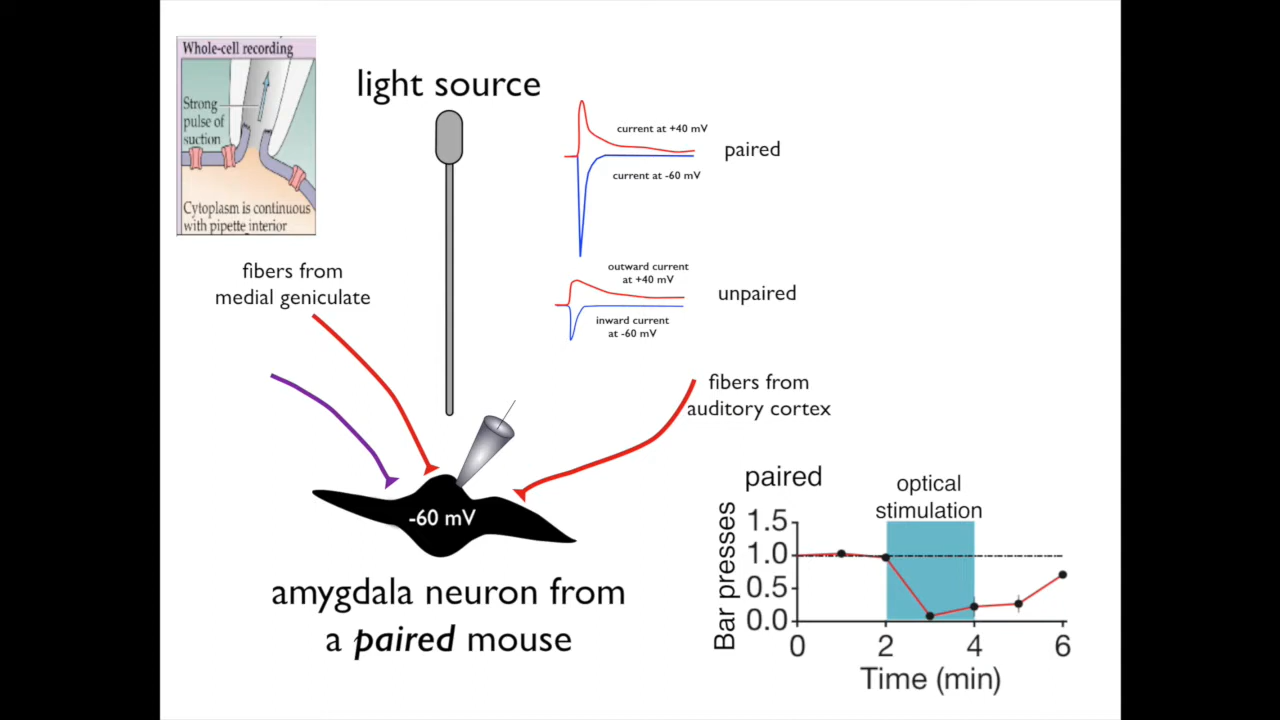 Whole-cell recording
Strong
pulse of
suction
Cytoplasm is continuous
with pipette interior
light source
current at +40 mV
paired
current at -60 mV
outward current
at +40 mV
unpaired
inward current
at -60 mV
fibers from
medial geniculate
fibers from
auditory cortex
-60 mV
amygdala neuron from
a paired mouse
paired
optical
stimulation
Bar presses
1.5
1.0
0.5
0.0
0 2 4 6
Time (min)